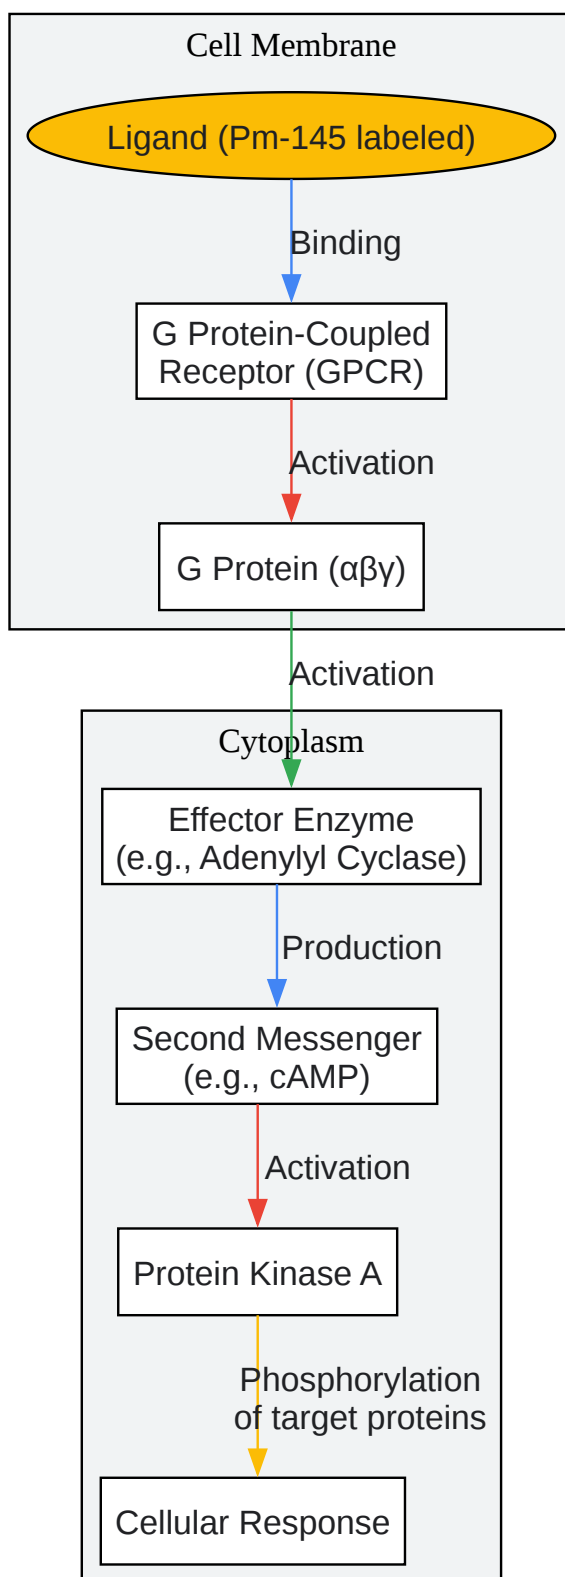 Cell Membrane
Ligand (Pm-145 labeled)
Binding
G Protein-Coupled
Receptor (GPCR)
Activation
G Protein (αβγ)
Activation
Cytoplasm
Effector Enzyme
(e.g., Adenylyl Cyclase)
Production
Second Messenger
(e.g., cAMP)
Activation
Protein Kinase A
Phosphorylation
of target proteins
Cellular Response